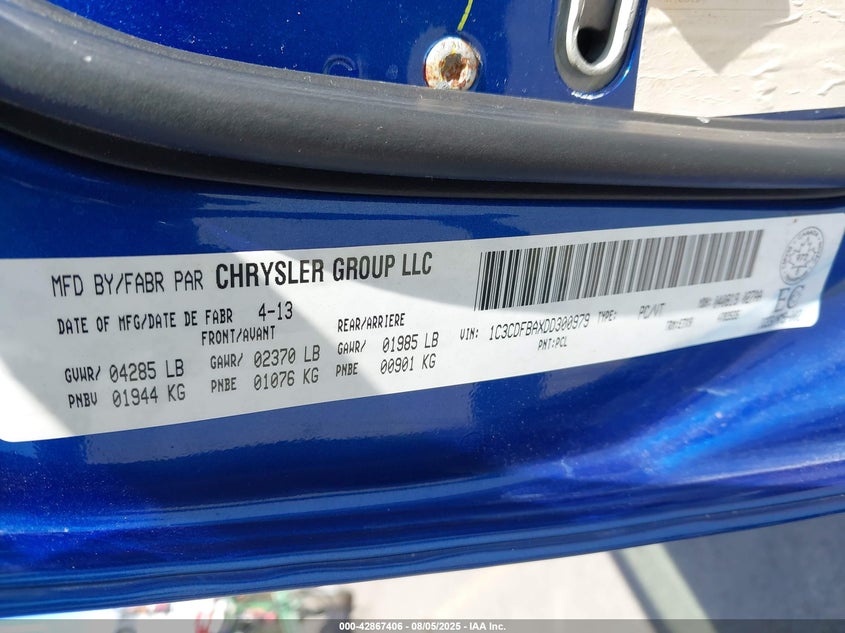 MFD BY/FABR PAR CHRYSLER GROUP LLC
DATE OF MFG/DATE DE FABR 4-13
FRONT/AVANT REAR/ARRIERE
GVWR/ 04285 LB GAWR/ 02370 LB GAWR/ 01985 LB
PNBV 01944 KG PNBE 01076 KG PNBE 00901 KG
VIN: 1C3CDFBAXDD300979 TYPE: PC/VT
PNT:PCL
000-42867406 - 08/05/2025 - IAA Inc.